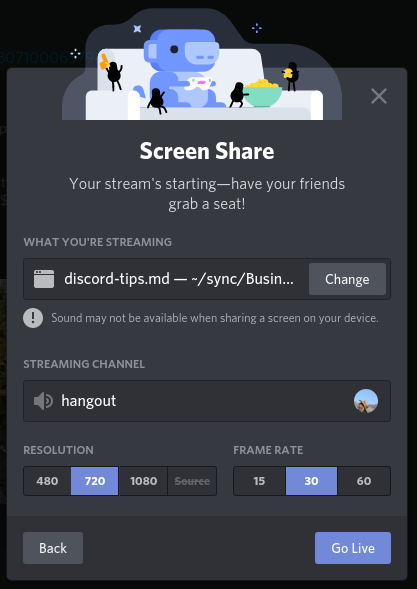 Screen Share
Your stream's starting—have your friends
grab a seat!
WHAT YOU'RE STREAMING
discord-tips.md — ~/sync/Busin...
Change
Sound may not be available when sharing a screen on your device.
STREAMING CHANNEL
hangout
RESOLUTION
FRAME RATE
480 720 1080 Source
15 30 60
Back
Go Live